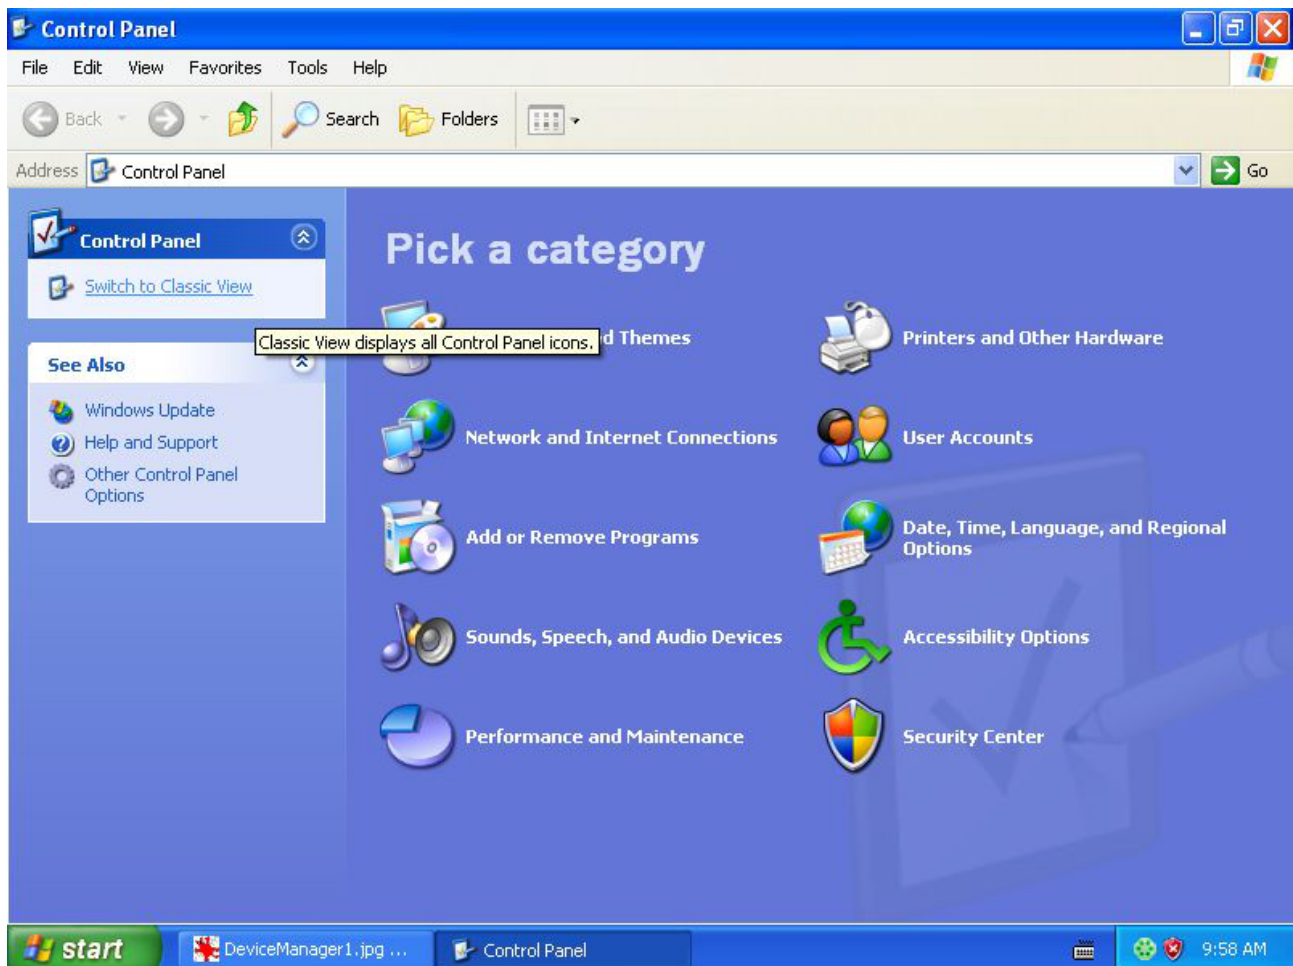 Control Panel
File Edit View Favorites Tools Help
Back Search Folders
Address Control Panel Go
Control Panel
Switch to Classic View
Classic View displays all Control Panel icons.
See Also
Windows Update
Help and Support
Other Control Panel
Options
Pick a category
d Themes
Printers and Other Hardware
Network and Internet Connections
User Accounts
Add or Remove Programs
Date, Time, Language, and Regional
Options
Sounds, Speech, and Audio Devices
Accessibility Options
Performance and Maintenance
Security Center
start DeviceManager1.jpg ... Control Panel 9:58 AM